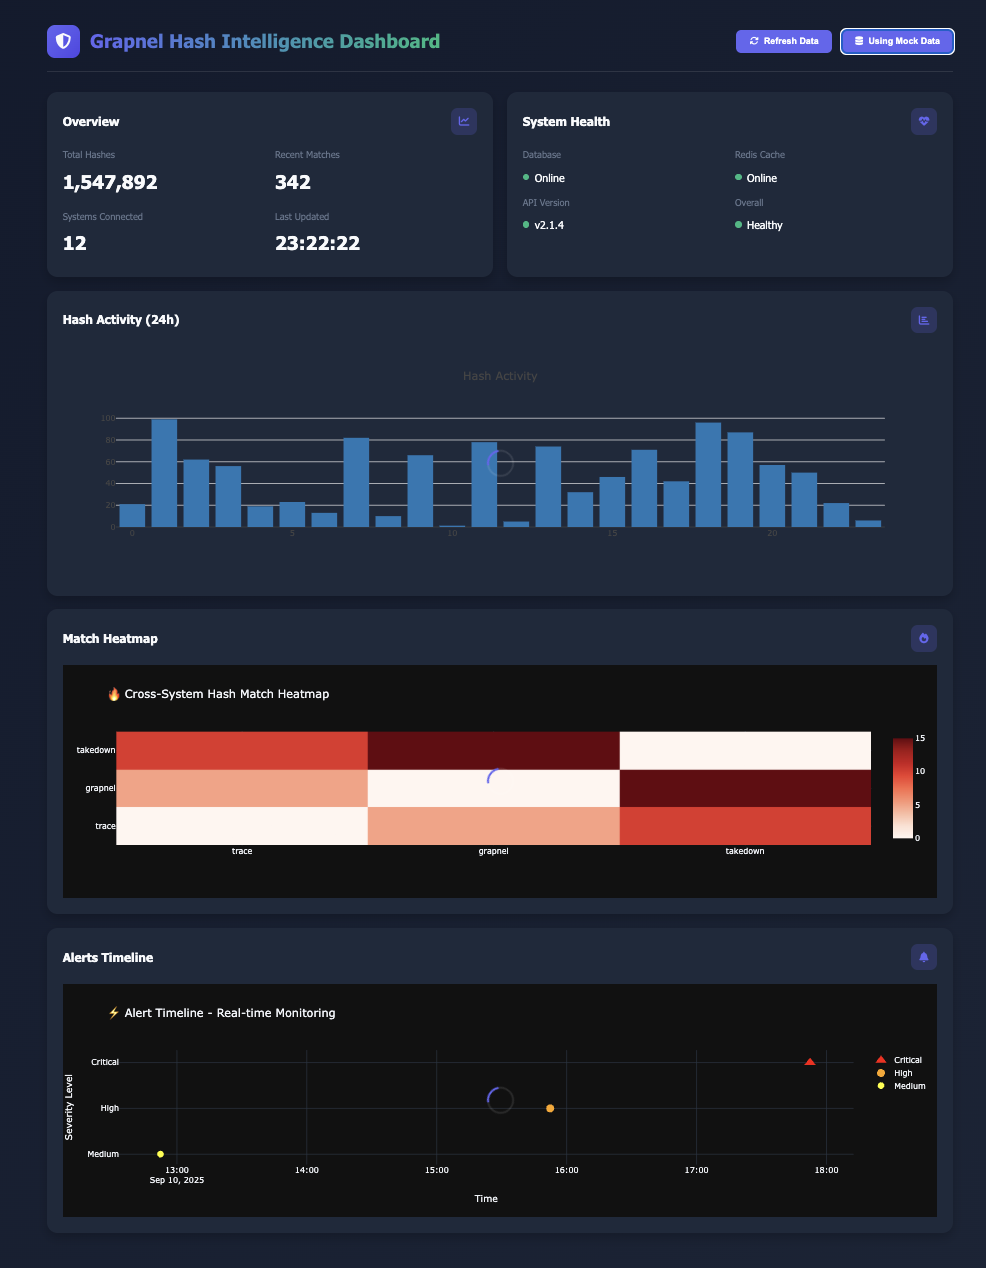 Grapnel Hash Intelligence Dashboard
Refresh Data
Using Mock Data
Overview
Total Hashes
Recent Matches
1,547,892
342
Systems Connected
Last Updated
12
23:22:22
System Health
Database
Redis Cache
Online
Online
API Version
Overall
v2.1.4
Healthy
Hash Activity (24h)
Hash Activity
100
80
60
40
20
0
0 5 10 15 20
Match Heatmap
🔥 Cross-System Hash Match Heatmap
takedown
grapnel
trace
trace grapnel takedown
15
10
5
0
Alerts Timeline
⚡ Alert Timeline - Real-time Monitoring
Severity Level
Critical
High
Medium
13:00 14:00 15:00 16:00 17:00 18:00
Sep 10, 2025
Time
Critical
High
Medium